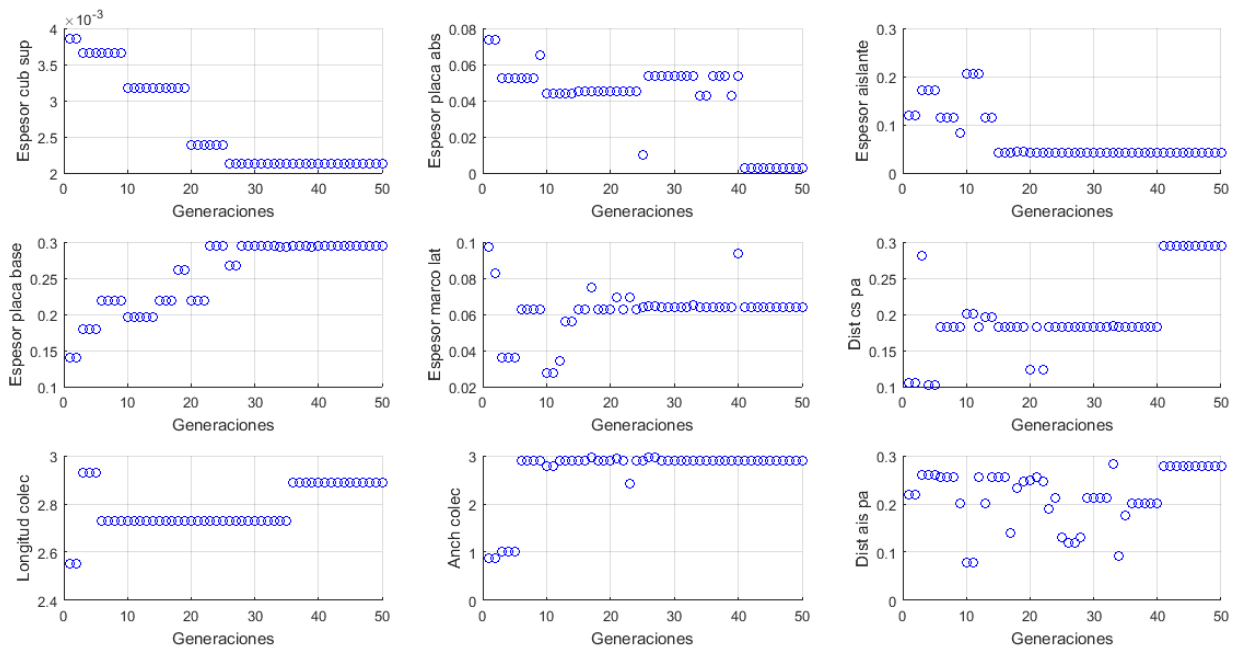 ×10⁻³
4
3.5
3
2.5
2
Espesor cub sup
0 10 20 30 40 50
Generaciones
0.08
0.06
0.04
0.02
0
Espesor placa abs
0 10 20 30 40 50
Generaciones
0.3
0.2
0.1
0
Espesor aislante
0 10 20 30 40 50
Generaciones
0.3
0.25
0.2
0.15
0.1
Espesor placa base
0 10 20 30 40 50
Generaciones
0.1
0.08
0.06
0.04
0.02
Espesor marco lat
0 10 20 30 40 50
Generaciones
0.3
0.25
0.2
0.15
0.1
Dist cs pa
0 10 20 30 40 50
Generaciones
3
2.8
2.6
2.4
Longitud colec
0 10 20 30 40 50
Generaciones
3
2
1
0
Anch colec
0 10 20 30 40 50
Generaciones
0.3
0.2
0.1
0
Dist ais pa
0 10 20 30 40 50
Generaciones